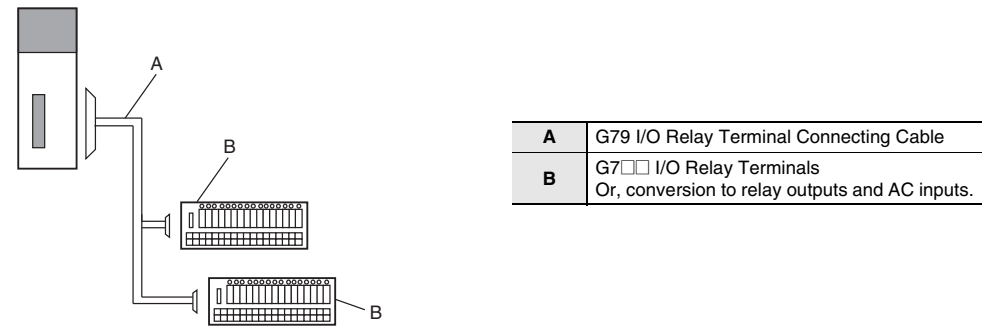 A
B
B
A G79 I/O Relay Terminal Connecting Cable
B G7□□ I/O Relay Terminals
Or, conversion to relay outputs and AC inputs.